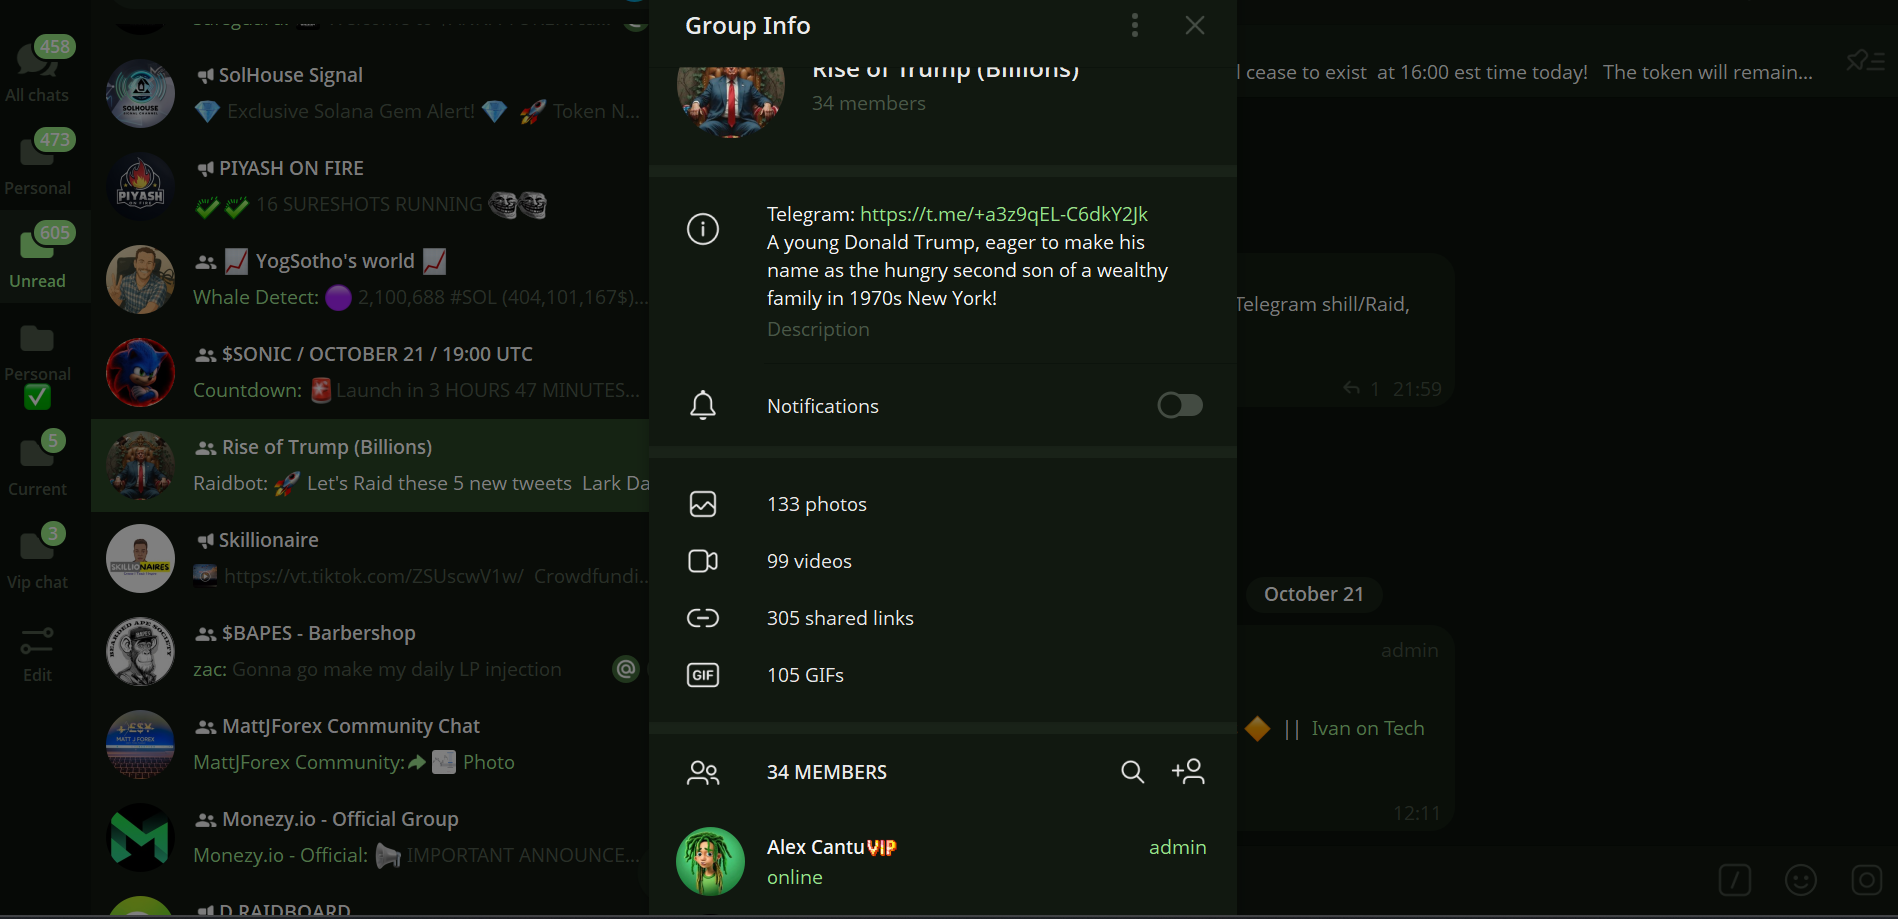 458
All chats
473
Personal
605
Unread
Personal
5
Current
3
Vip chat
Edit
SolHouse Signal
Exclusive Solana Gem Alert! 💎 🚀 Token N...
PIYASH ON FIRE
16 SURESHOTS RUNNING
YogSotho's world
Whale Detect: 🟣 2,100,688 #SOL (404,101,167$)...
$SONIC / OCTOBER 21 / 19:00 UTC
Countdown: 🚨 Launch in 3 HOURS 47 MINUTES...
Rise of Trump (Billions)
Raidbot: 🚀 Let's Raid these 5 new tweets Lark Da
Skillionaire
https://vt.tiktok.com/ZSUscwV1w/ Crowdfundi...
$BAPES - Barbershop
zac: Gonna go make my daily LP injection
@
MattJForex Community Chat
MattJForex Community: Photo
Monezy.io - Official Group
Monezy.io - Official: 📢 IMPORTANT ANNOUNCE...
D RAIDBOARD
Group Info
Rise of Trump (Billions)
34 members
Telegram: https://t.me/+a3z9qEL-C6dkY2Jk
A young Donald Trump, eager to make his
name as the hungry second son of a wealthy
family in 1970s New York!
Description
Notifications
133 photos
99 videos
305 shared links
GIF
105 GIFs
34 MEMBERS
Alex Cantu VIP
admin
online
l cease to exist at 16:00 est time today! The token will remain...
Telegram shill/Raid,
1 21:59
October 21
admin
|| Ivan on Tech
12:11